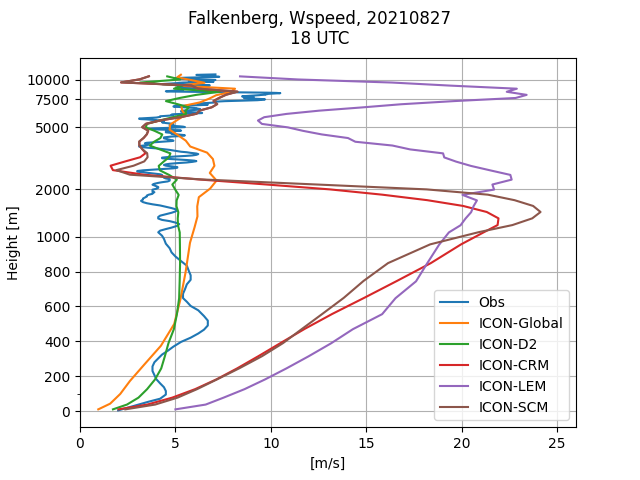 Falkenberg, Wspeed, 20210827
18 UTC
Height [m]
10000
7500
5000
2000
1000
800
600
400
200
0
0 5 10 15 20 25
[m/s]
Obs
ICON-Global
ICON-D2
ICON-CRM
ICON-LEM
ICON-SCM